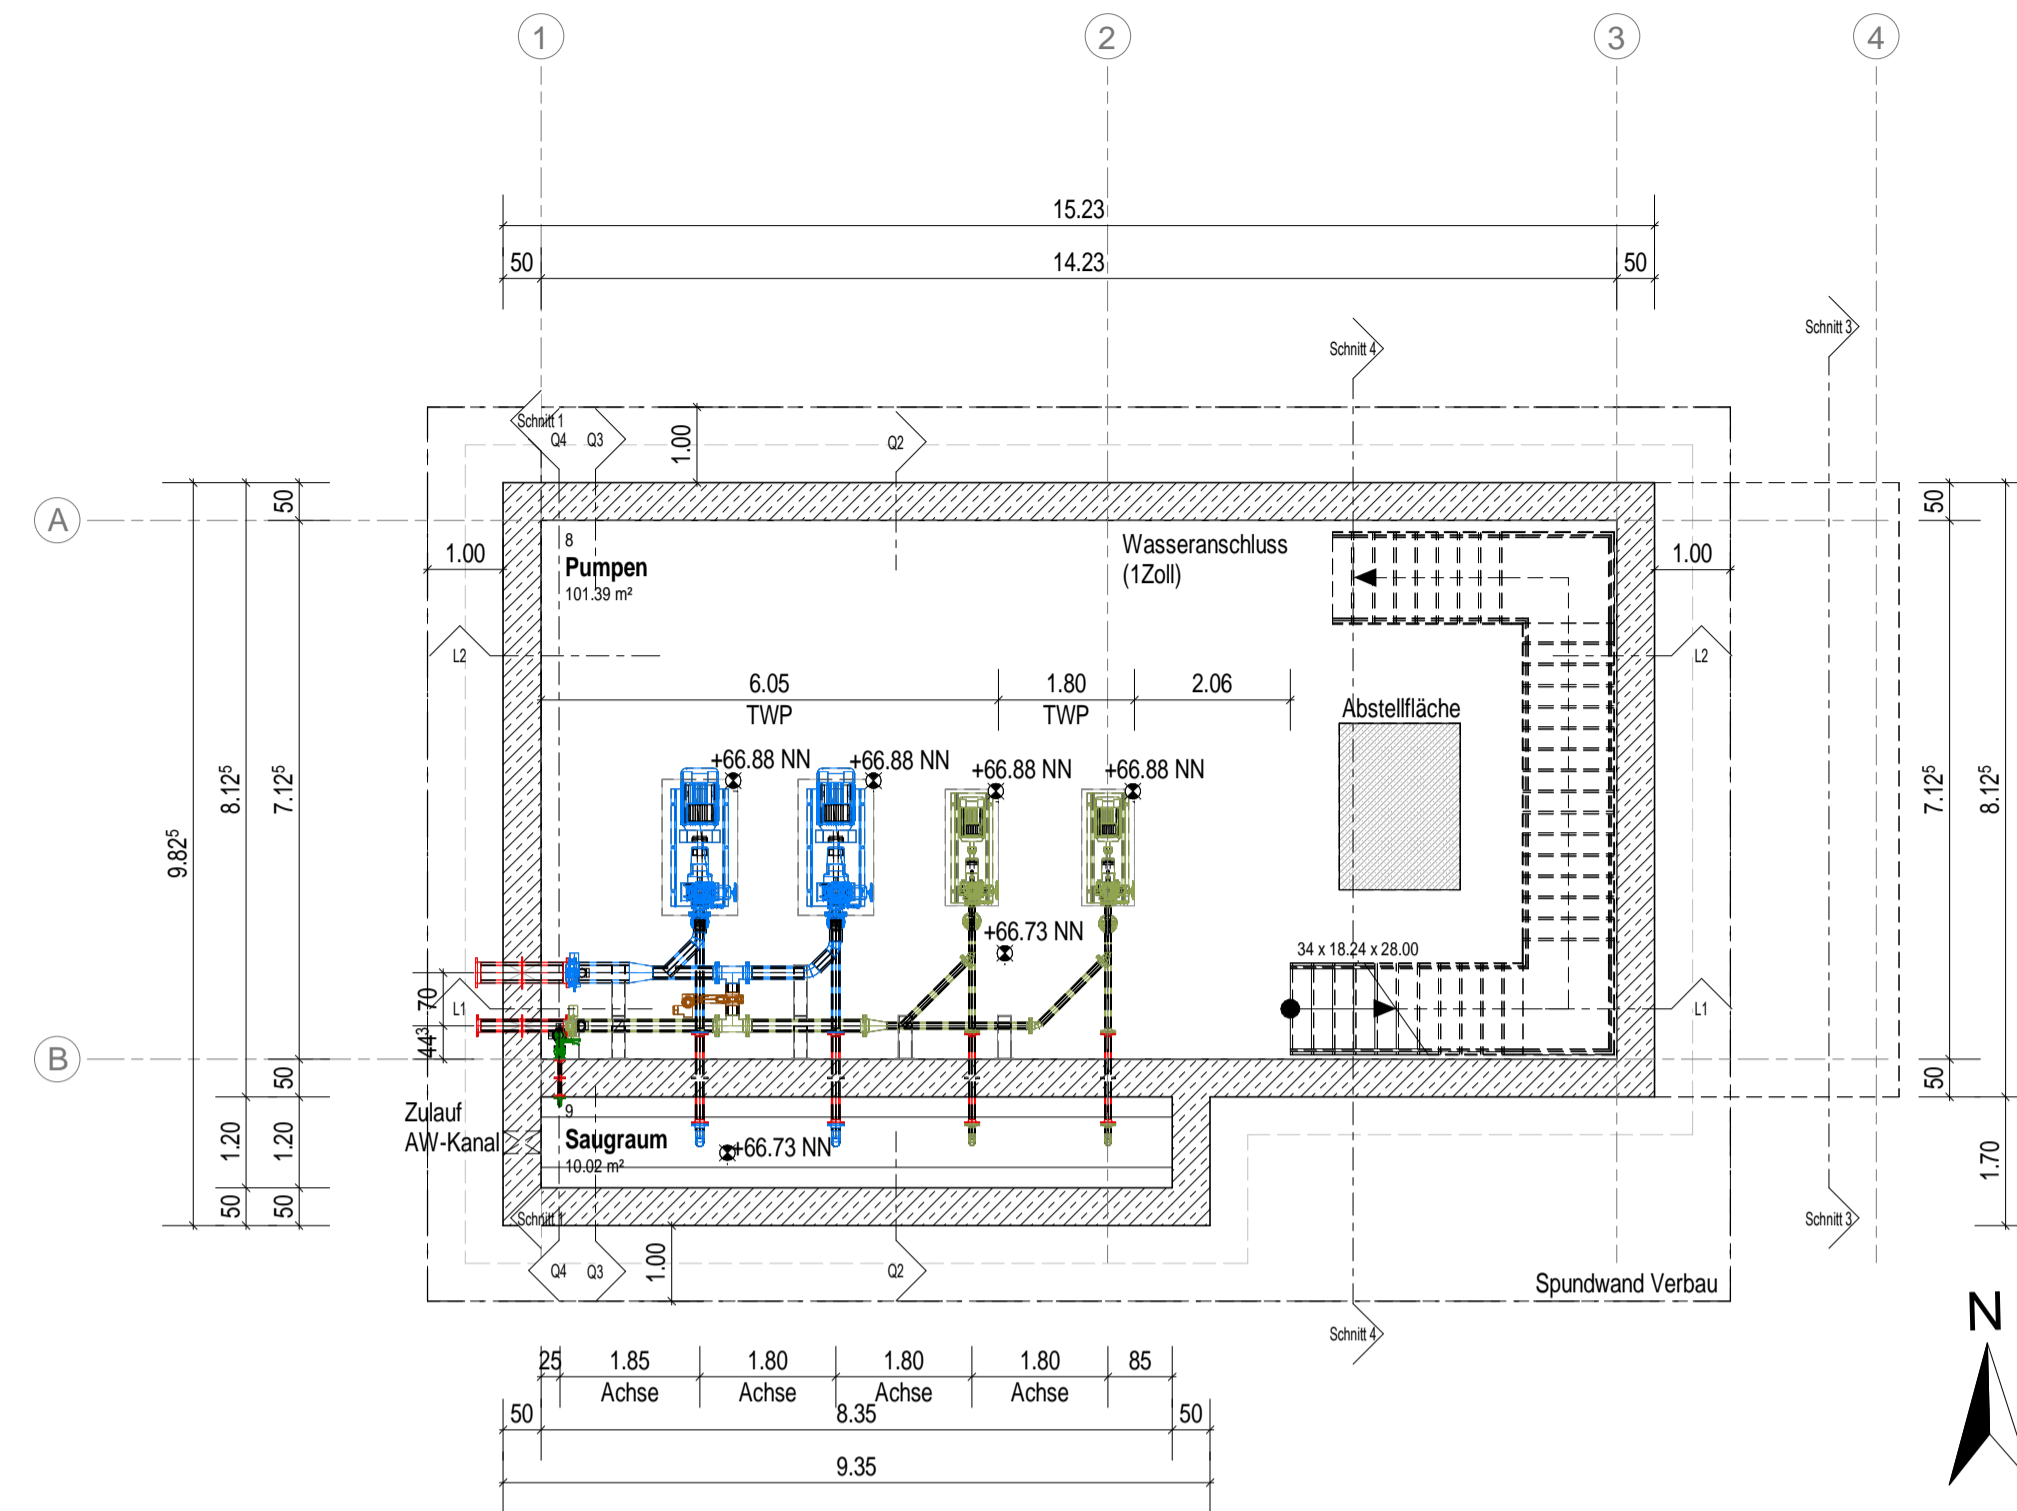 1
2
3
4
15.23
50
14.23
50
Schnitt 3
Schnitt 4
Schnitt 1
Q4
Q3
Q2
1.00
A
50
50
8
Pumpen
101.39 m²
Wasseranschluss
(1Zoll)
1.00
1.00
L2
L2
6.05
1.80
2.06
TWP
TWP
Abstellfläche
+66.88 NN
+66.88 NN
+66.88 NN
+66.88 NN
9.82⁵
8.12⁵
7.12⁵
7.12⁵
8.12⁵
+66.73 NN
34 x 18.24 x 28.00
70
L1
L1
44³
B
50
50
Zulauf
AW-Kanal
9
Saugraum
10.02 m²
+66.73 NN
1.20
1.20
1.70
50
50
Schnitt 1
Schnitt 3
Q4
Q3
Q2
1.00
Spundwand Verbau
Schnitt 4
N
25
1.85
1.80
1.80
1.80
85
Achse
Achse
Achse
Achse
50
8.35
50
9.35